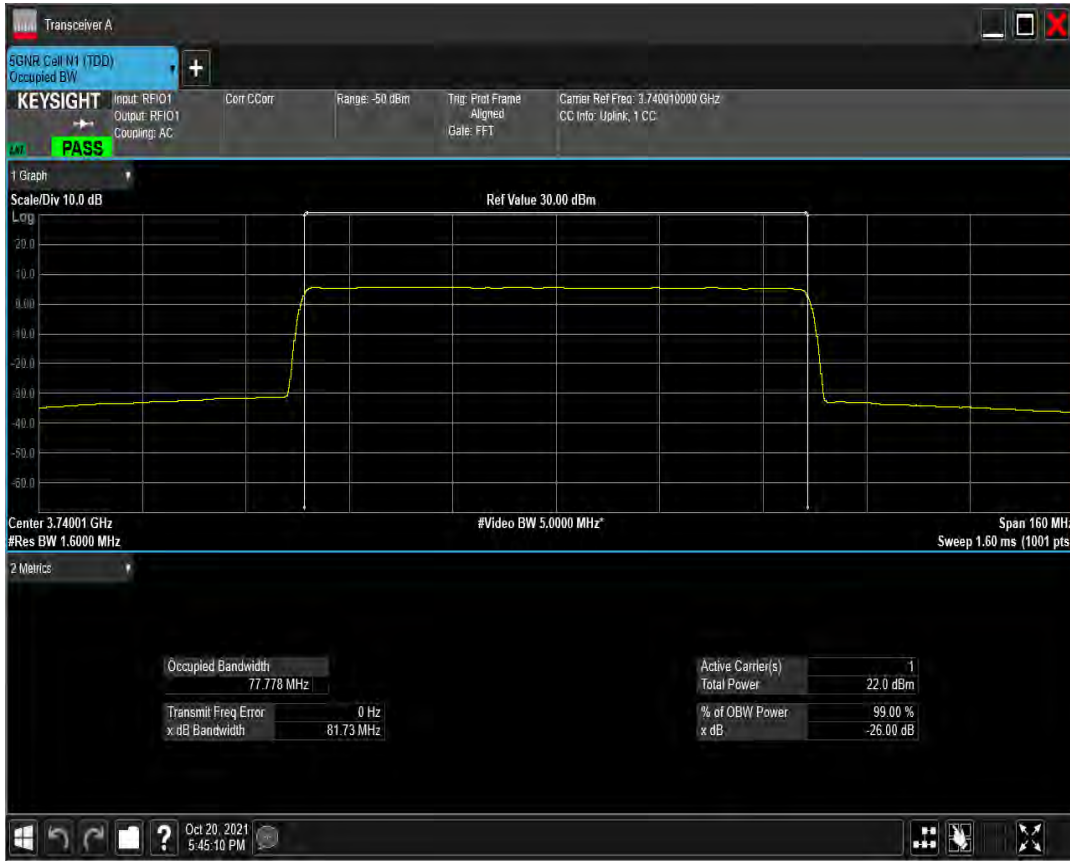 Transceiver A
5GNR Cell N1 (TDD)
Occupied BW
KEYSIGHT
Input: RFIO1
Output: RFIO1
Coupling: AC
PASS
Corr CCorr
Range: -50 dBm
Trig: Prot Frame
Aligned
Gate: FFT
Carrier Ref Freq: 3.740010000 GHz
CC Info: Uplink, 1 CC
1 Graph
Scale/Div 10.0 dB
Ref Value 30.00 dBm
Log
20.0
10.0
0.00
-10.0
-20.0
-30.0
-40.0
-50.0
-60.0
Center 3.74001 GHz
#Video BW 5.0000 MHz*
Span 160 MHz
#Res BW 1.6000 MHz
Sweep 1.60 ms (1001 pts
2 Metrics
Occupied Bandwidth
77.778 MHz
Transmit Freq Error 0 Hz
x dB Bandwidth 81.73 MHz
Active Carrier(s) 1
Total Power 22.0 dBm
% of OBW Power 99.00 %
x dB -26.00 dB
?
Oct 20, 2021
5:45:10 PM